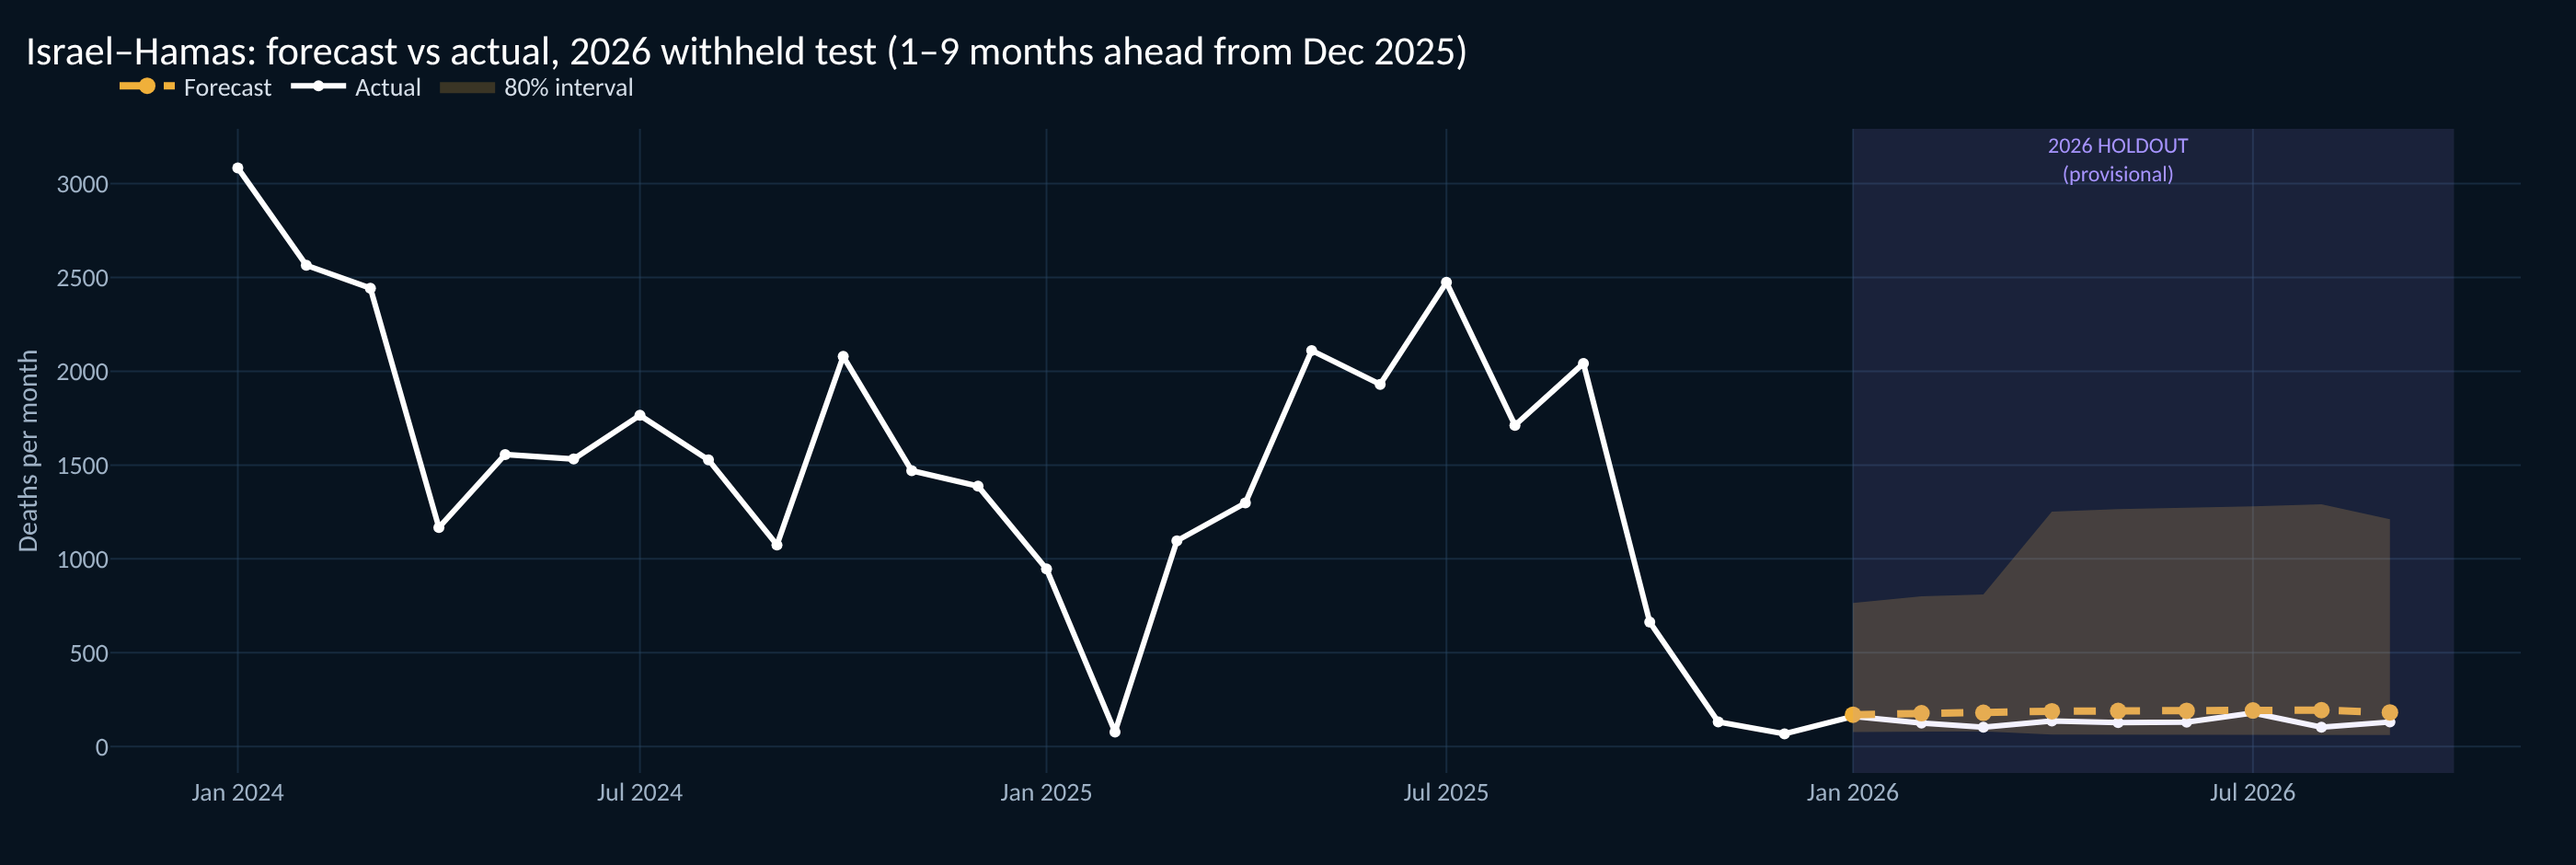 Israel–Hamas: forecast vs actual, 2026 withheld test (1–9 months ahead from Dec 2025)
Forecast Actual 80% interval
2026 HOLDOUT
(provisional)
Deaths per month
3000
2500
2000
1500
1000
500
0
Jan 2024 Jul 2024 Jan 2025 Jul 2025 Jan 2026 Jul 2026